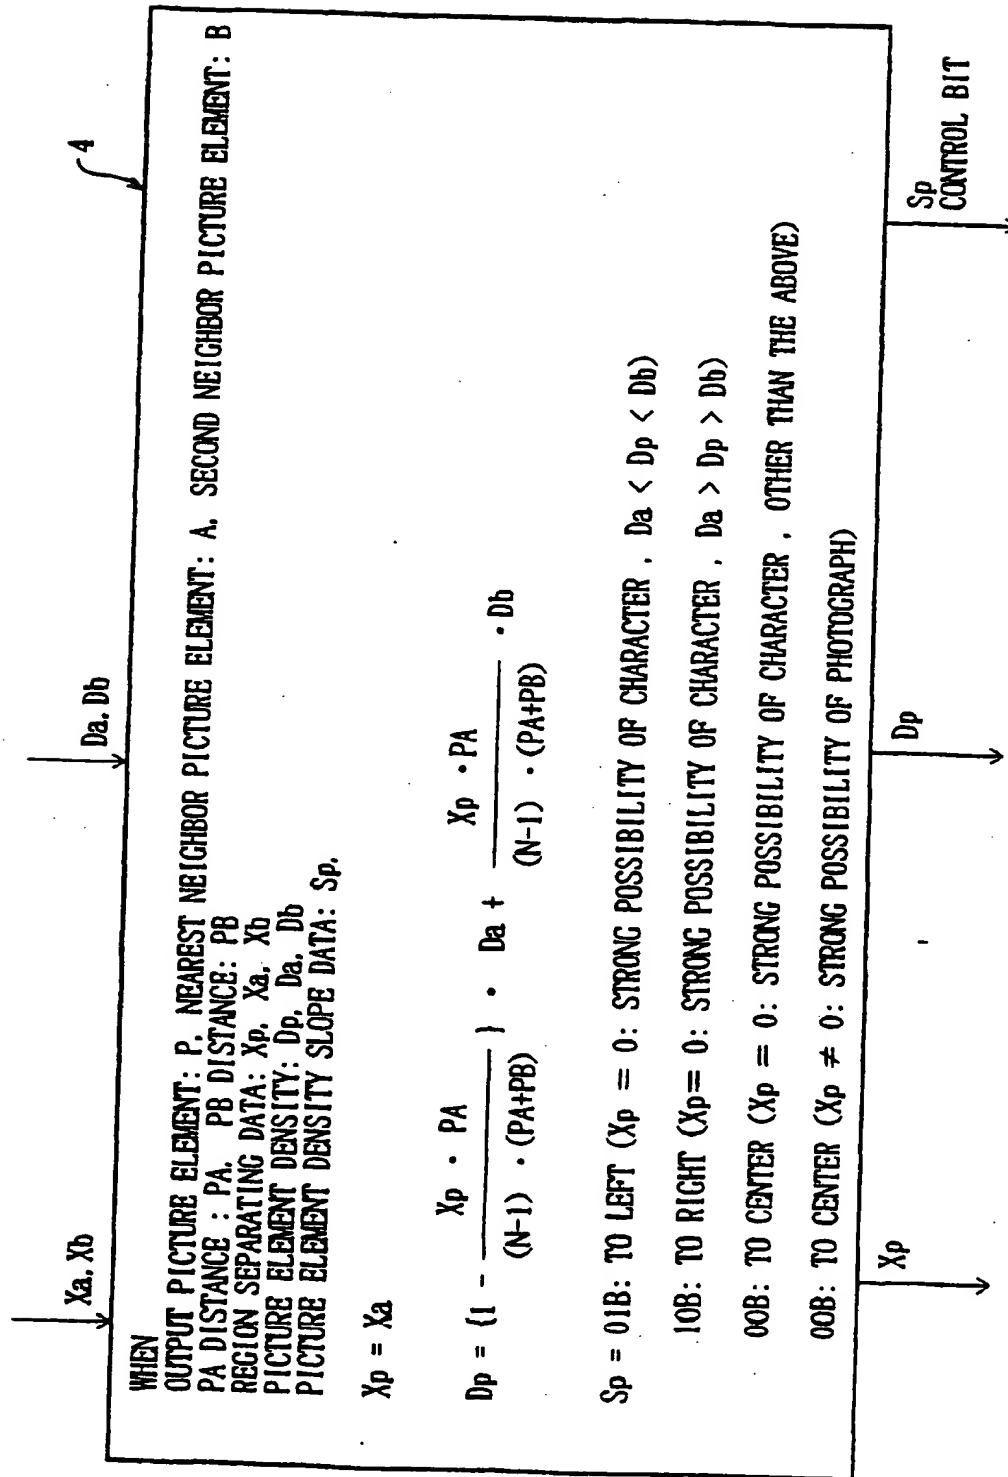 Xa, Xb
Da, Db
4
WHEN
OUTPUT PICTURE ELEMENT: P, NEAREST NEIGHBOR PICTURE ELEMENT: A, SECOND NEIGHBOR PICTURE ELEMENT: B
PA DISTANCE : PA, PB DISTANCE: PB
REGION SEPARATING DATA: Xp, Xa, Xb
PICTURE ELEMENT DENSITY: Dp, Da, Db
PICTURE ELEMENT DENSITY SLOPE DATA: Sp.
Xp = Xa
Xp · PA Xp · PA
Dp = {1 - ――― } · Da + ――― · Db
(N-1) · (PA+PB) (N-1) · (PA+PB)
Sp = 01B: TO LEFT (Xp = 0: STRONG POSSIBILITY OF CHARACTER , Da < Dp < Db)
10B: TO RIGHT (Xp = 0: STRONG POSSIBILITY OF CHARACTER , Da > Dp > Db)
00B: TO CENTER (Xp = 0: STRONG POSSIBILITY OF CHARACTER , OTHER THAN THE ABOVE)
00B: TO CENTER (Xp ≠ 0: STRONG POSSIBILITY OF PHOTOGRAPH)
Xp
Dp
Sp
CONTROL BIT